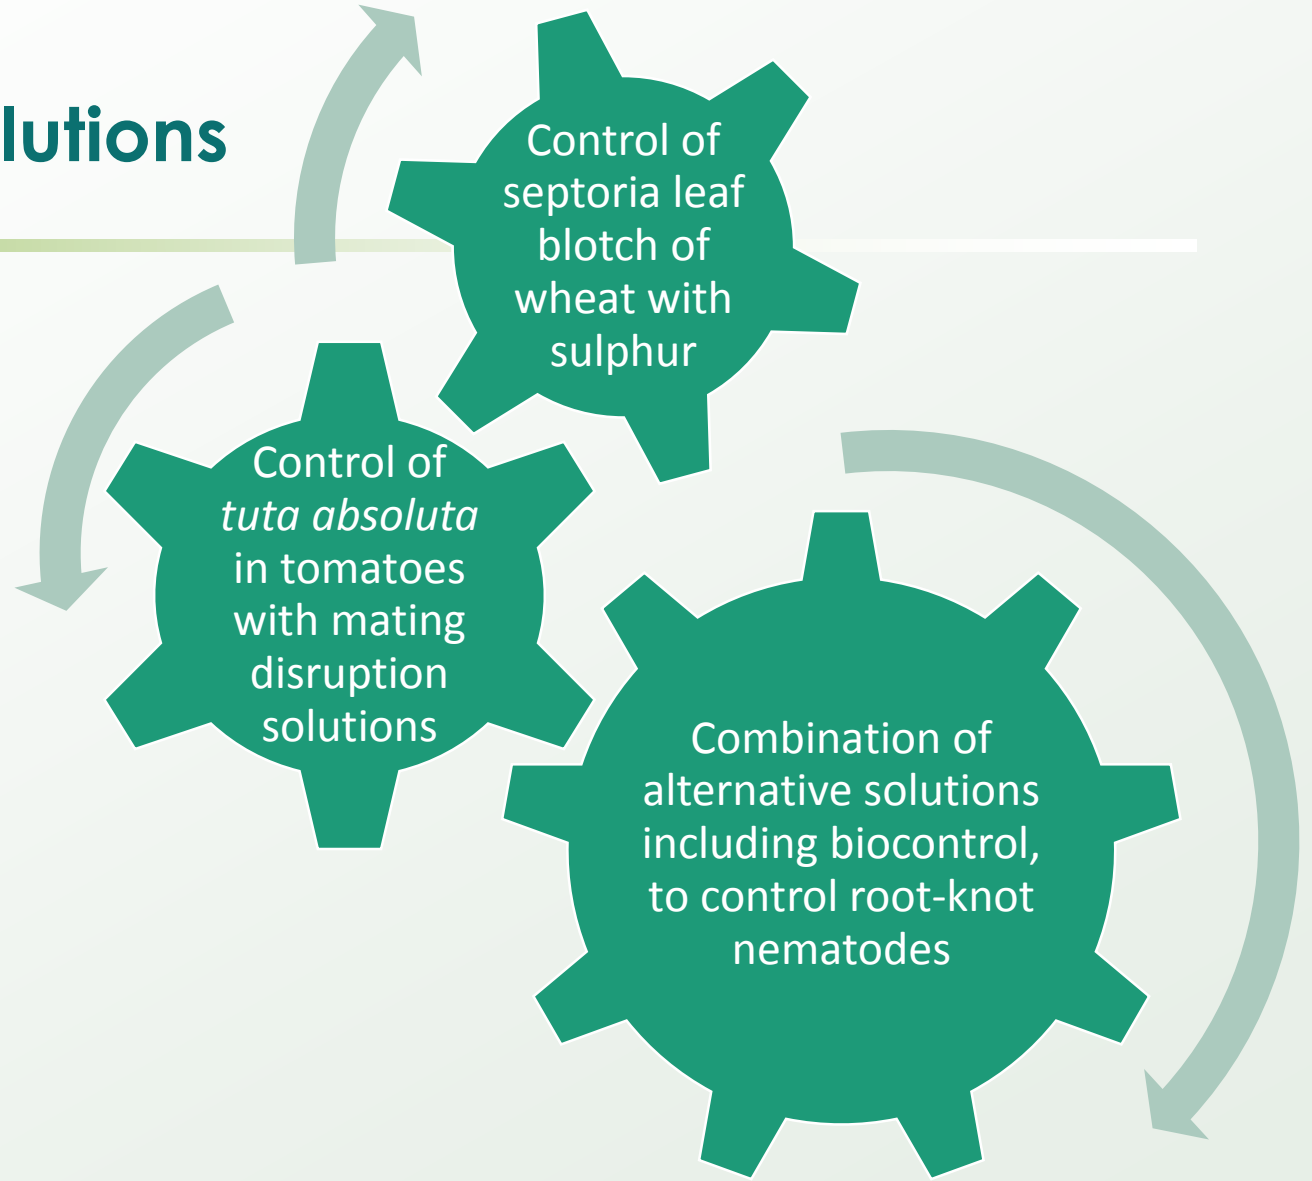 lutions
Control of
septoria leaf
blotch of
wheat with
sulphur
Control of
tuta absoluta
in tomatoes
with mating
disruption
solutions
Combination of
alternative solutions
including biocontrol,
to control root-knot
nematodes